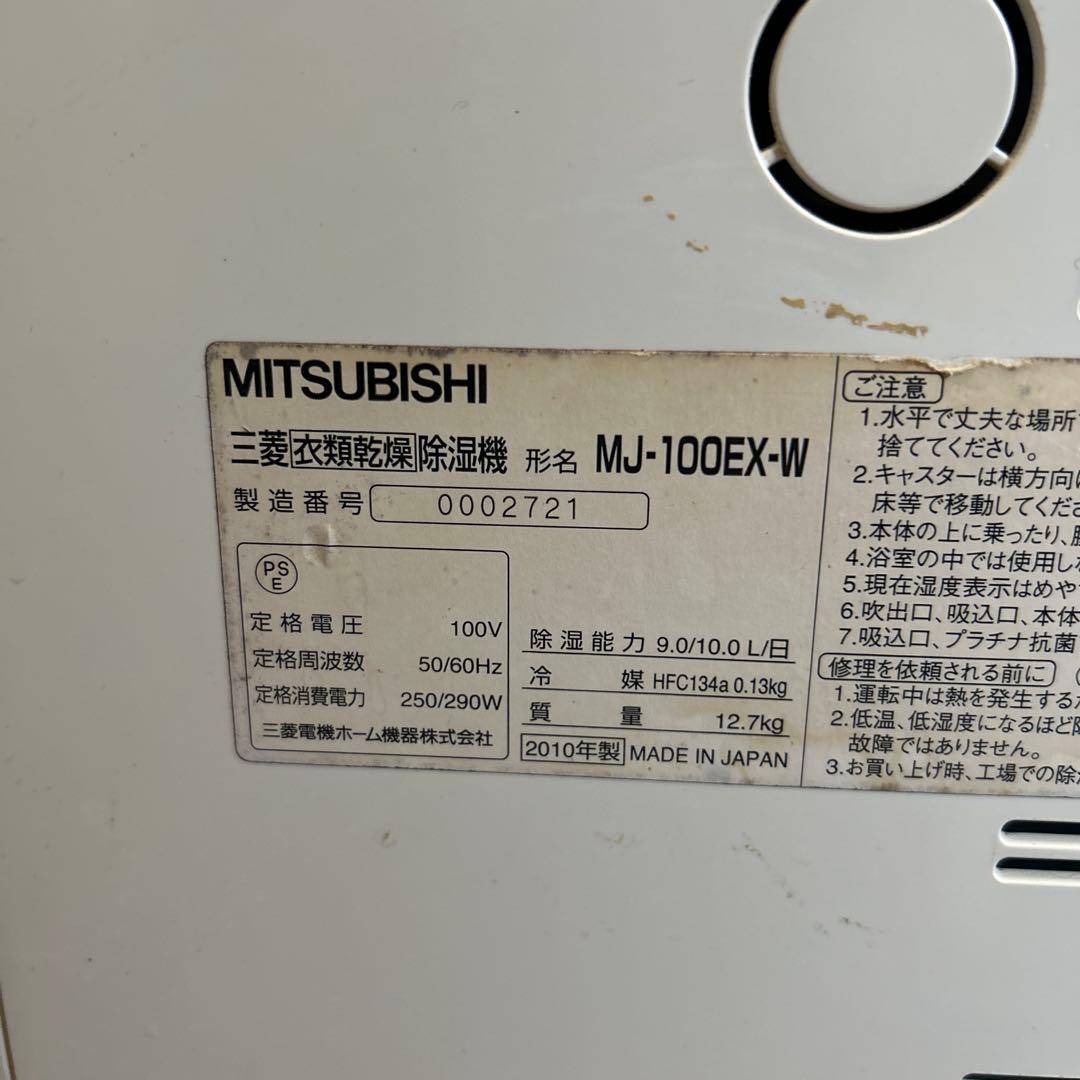 MITSUBISHI
三菱衣類乾燥除湿機 形名 MJ-100EX-W
製造番号 0002721
PS
E
定格電圧 100V
定格周波数 50/60Hz
定格消費電力 250/290W
三菱電機ホーム機器株式会社
除湿能力 9.0/10.0 L/日
冷媒 HFC134a 0.13kg
質量 12.7kg
2010年製 MADE IN JAPAN
ご注意
1.水平で丈夫な場所
捨ててください。
2.キャスターは横方向
床等で移動してくだ
3.本体の上に乗ったり、
4.浴室の中では使用し
5.現在湿度表示はめや
6.吹出口、吸込口、本体
7.吸込口、プラチナ抗菌
修理を依頼される前に
1.運転中は熱を発生する
2.低温、低湿度になるほど
故障ではありません。
3.お買い上げ時、工場での除